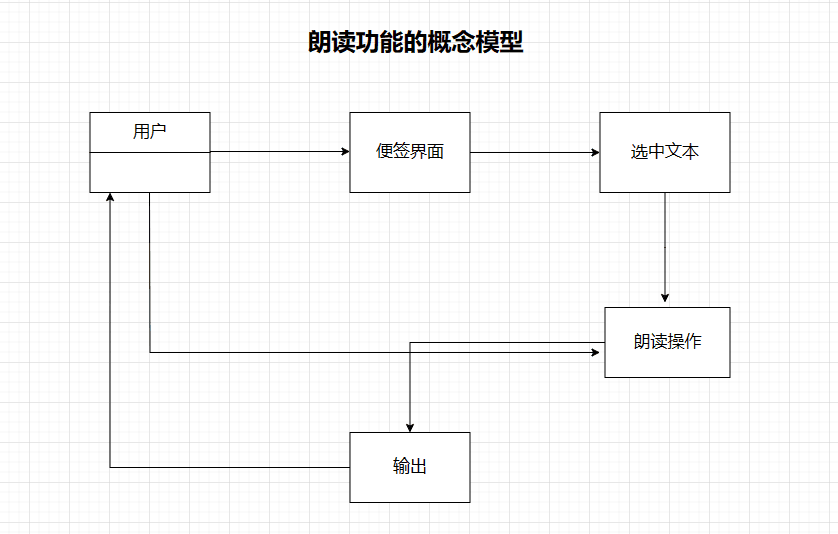 朗读功能的概念模型
用户
便签界面
选中文本
朗读操作
输出